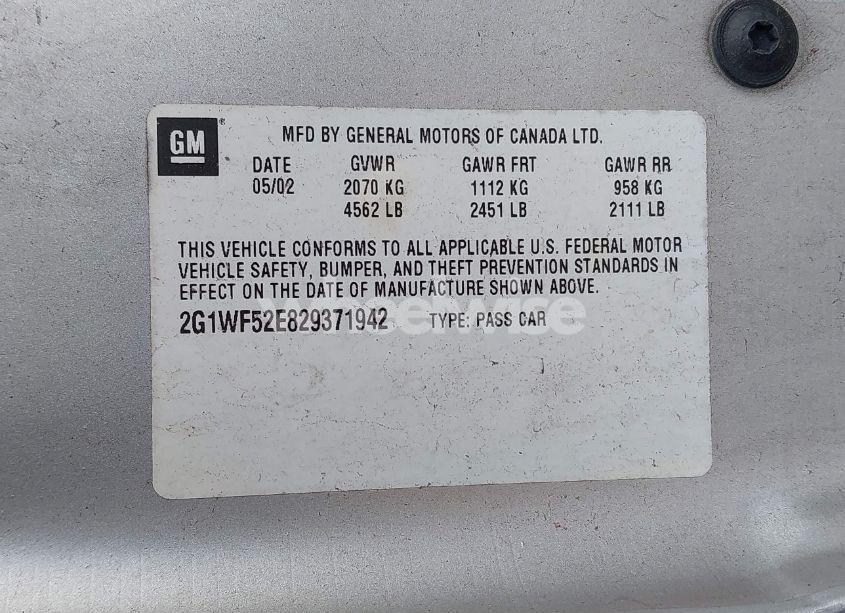 GM
MFD BY GENERAL MOTORS OF CANADA LTD.
DATE GVWR GAWR FRT GAWR RR
05/02 2070 KG 1112 KG 958 KG
4562 LB 2451 LB 2111 LB
THIS VEHICLE CONFORMS TO ALL APPLICABLE U.S. FEDERAL MOTOR
VEHICLE SAFETY, BUMPER, AND THEFT PREVENTION STANDARDS IN
EFFECT ON THE DATE OF MANUFACTURE SHOWN ABOVE.
2G1WF52E829371942 TYPE: PASS CAR